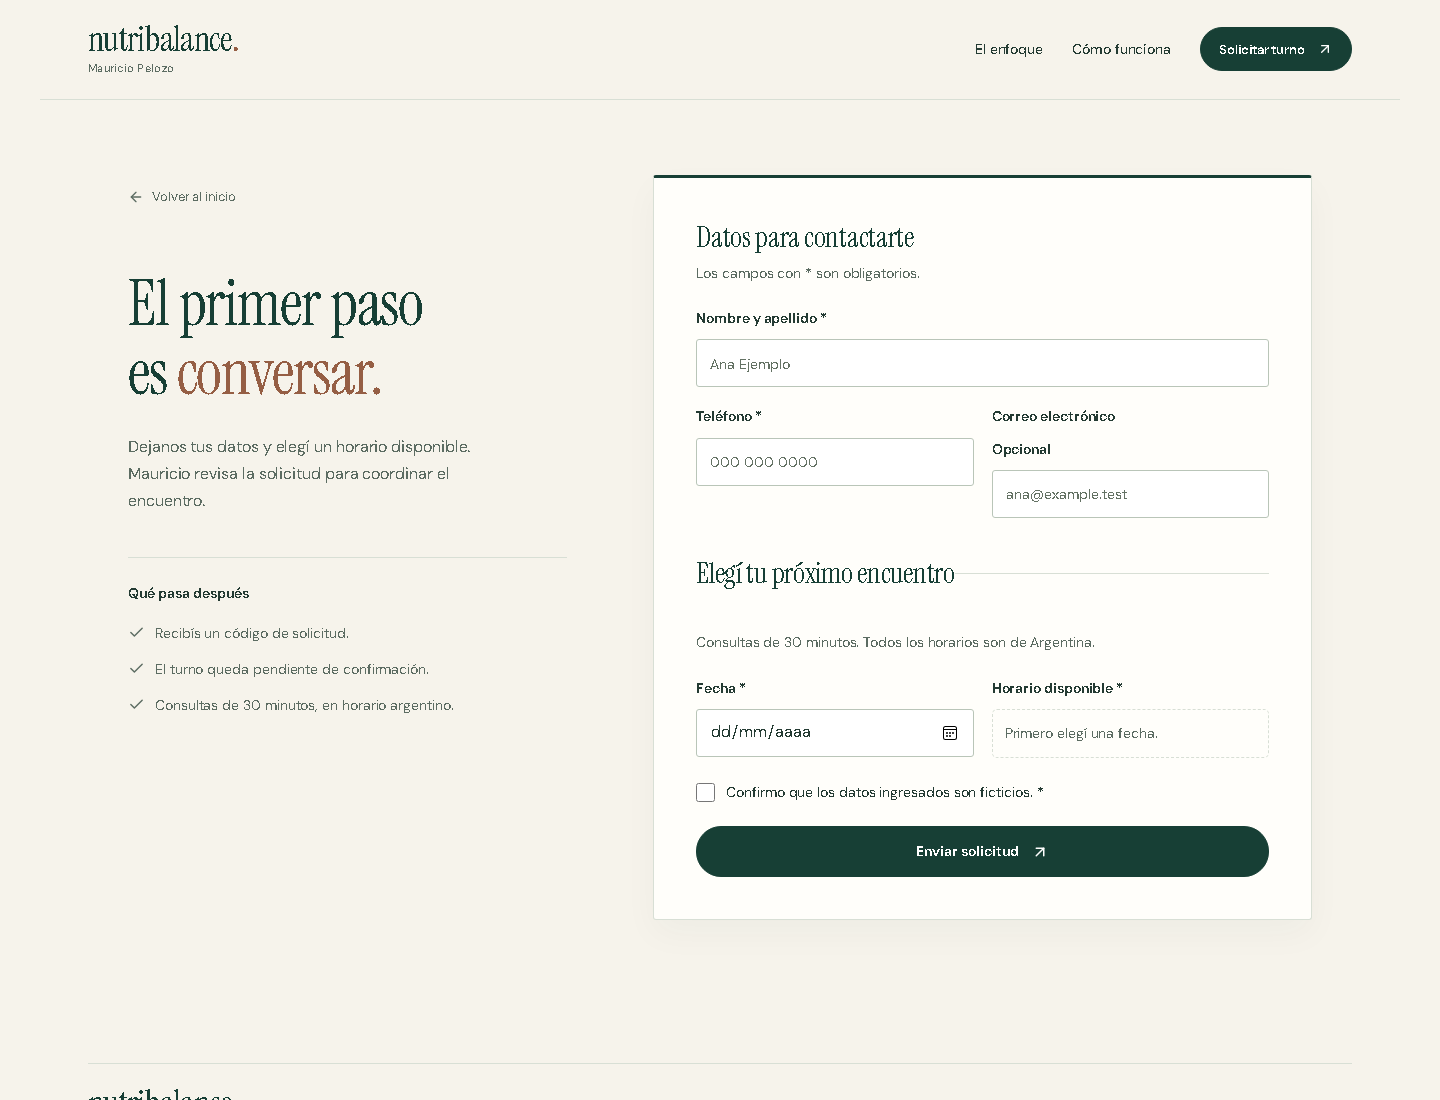 nutribalance.
Mauricio Pelozo
El enfoque
Cómo funciona
Solicitar turno
Volver al inicio
El primer paso
es conversar.
Dejanos tus datos y elegí un horario disponible.
Mauricio revisa la solicitud para coordinar el
encuentro.
Qué pasa después
Recibís un código de solicitud.
El turno queda pendiente de confirmación.
Consultas de 30 minutos, en horario argentino.
Datos para contactarte
Los campos con * son obligatorios.
Nombre y apellido *
Ana Ejemplo
Teléfono *
000 000 0000
Correo electrónico
Opcional
ana@example.test
Elegí tu próximo encuentro
Consultas de 30 minutos. Todos los horarios son de Argentina.
Fecha *
dd/mm/aaaa
Horario disponible *
Primero elegí una fecha.
Confirmo que los datos ingresados son ficticios. *
Enviar solicitud
nutribalance.